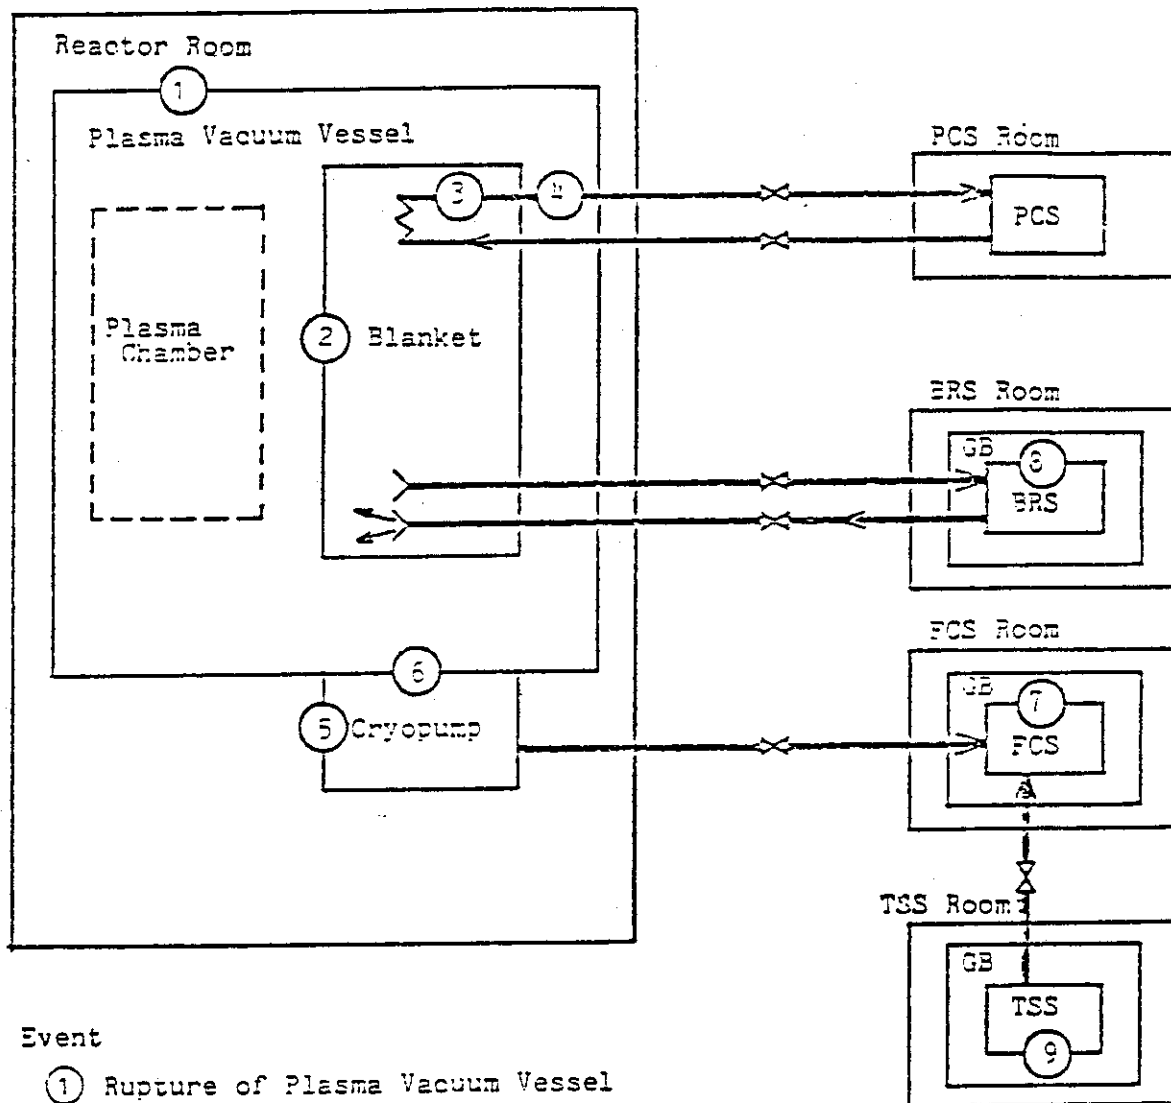 Reactor Room
1
Plasma Vacuum Vessel
PCS Room
3
4
PCS
Plasma
Chamber
2
Blanket
BRS Room
GB
8
BRS
6
FCS Room
5
Cryopump
GB
7
FCS
TSS Room
GB
TSS
9
Event
1 Rupture of Plasma Vacuum Vessel